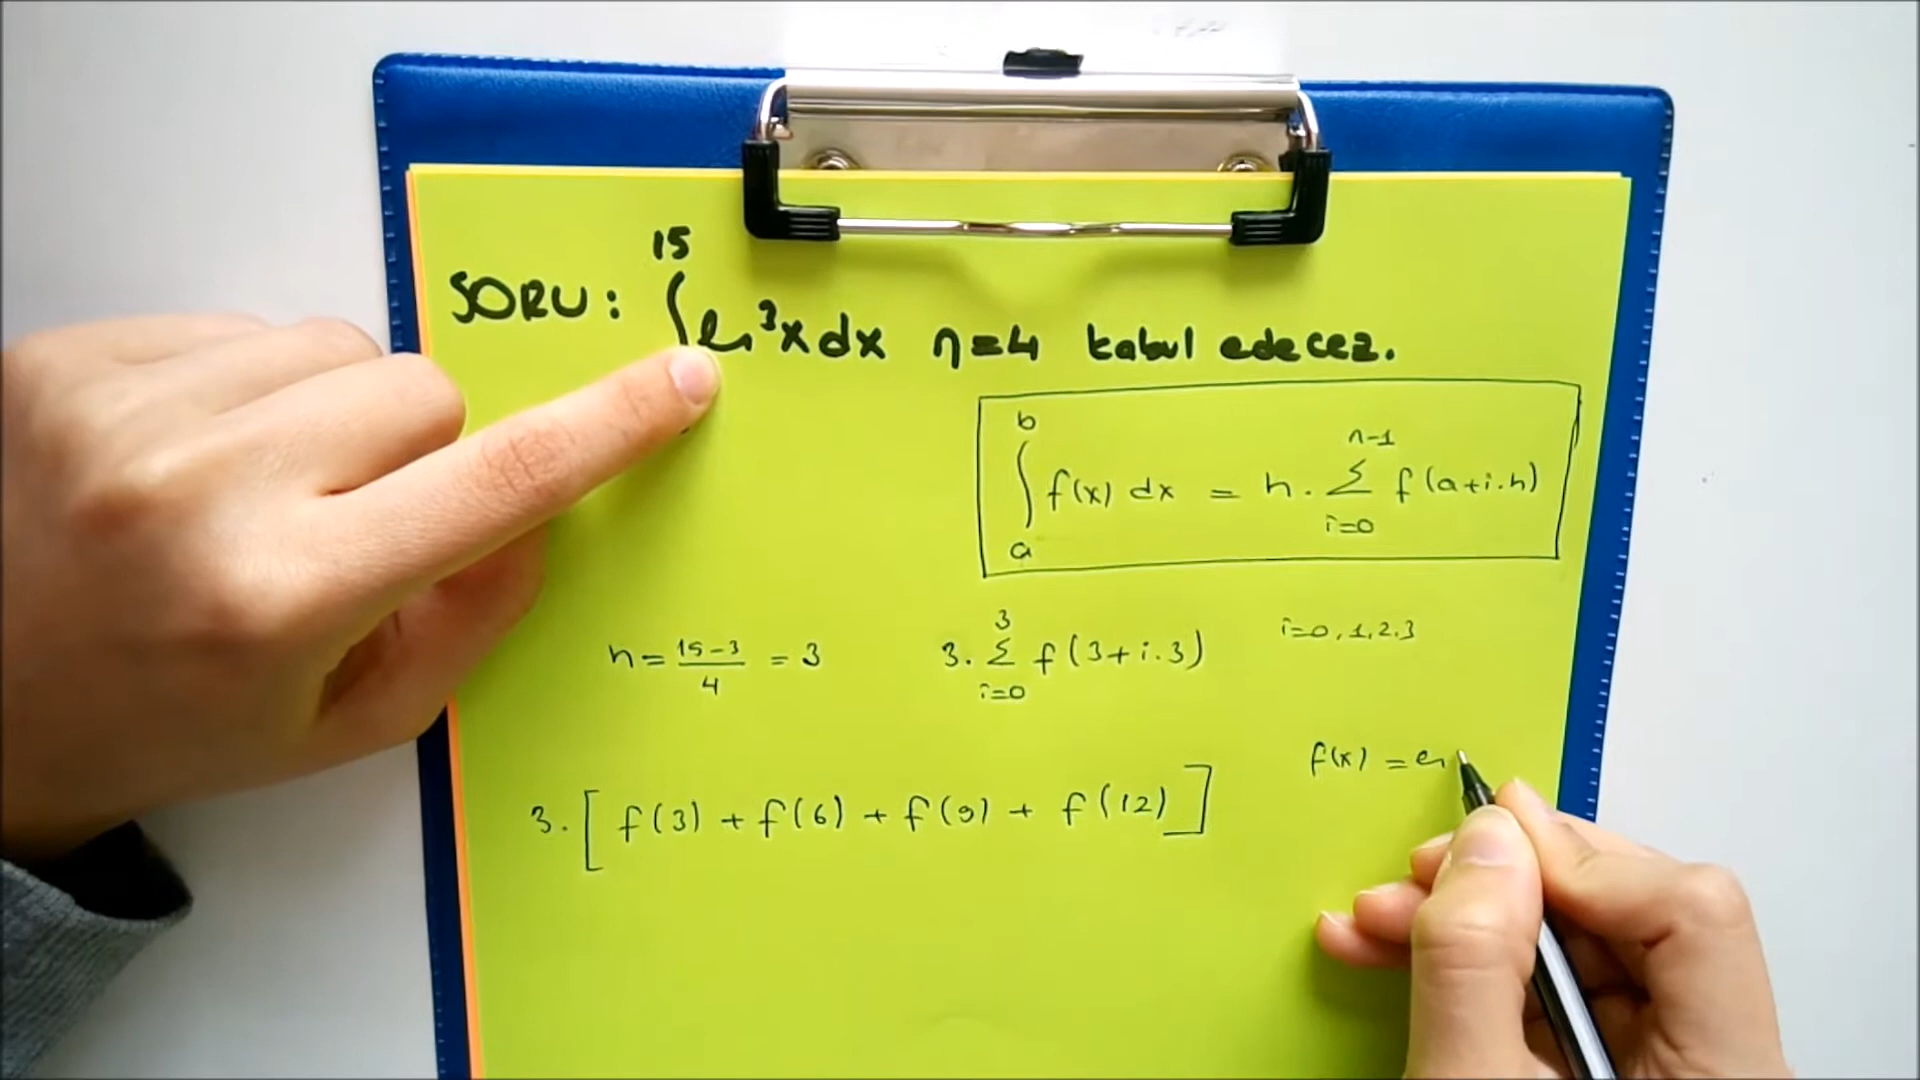 15
SORU: ∫ ln³x dx n=4 kabul edecez.
b
∫ f(x) dx = h . Σ f(a+i.h)
n-1
i=0
a
h = 15-3 / 4 = 3
3
3. Σ f(3+i.3)
i=0
i=0,1,2,3
f(x) = ln
3. [ f(3) + f(6) + f(9) + f(12) ]